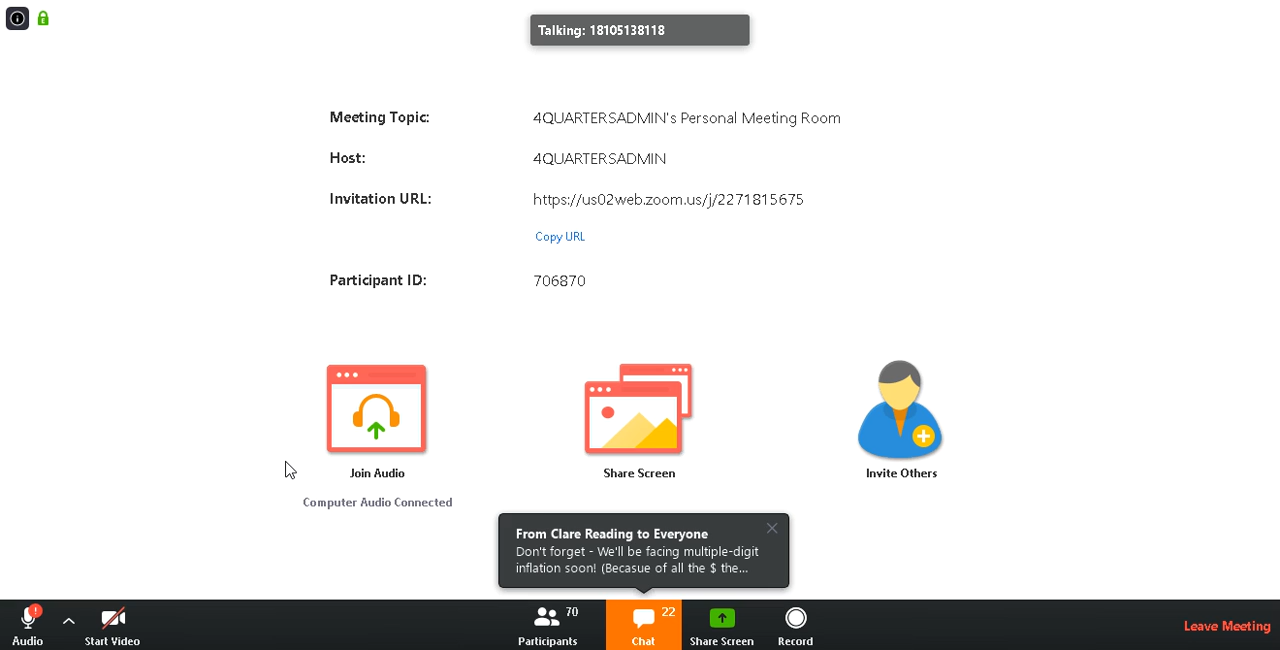 Talking: 18105138118
Meeting Topic: 4QUARTERSADMIN's Personal Meeting Room
Host: 4QUARTERSADMIN
Invitation URL: https://us02web.zoom.us/j/2271815675
Copy URL
Participant ID: 706870
Join Audio
Share Screen
Invite Others
Computer Audio Connected
From Clare Reading to Everyone
Don't forget - We'll be facing multiple-digit
inflation soon! (Becasue of all the $ the...
Audio
Start Video
Participants 70
Chat 22
Share Screen
Record
Leave Meeting